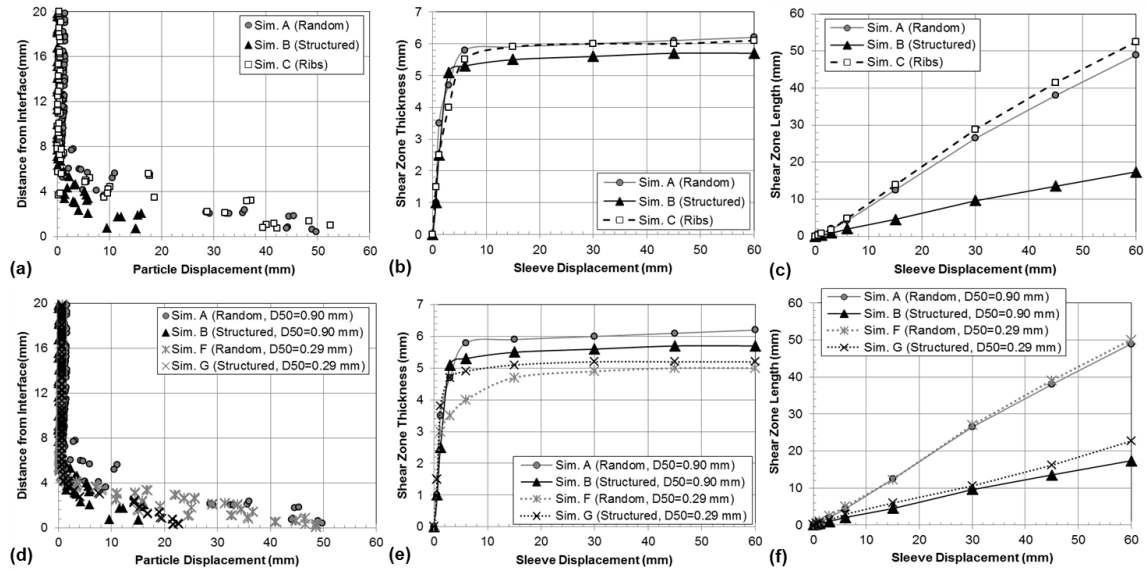 20
16
12
8
4
0
Distance from Interface(mm)
Sim. A (Random)
Sim. B (Structured)
Sim. C (Ribs)
0 10 20 30 40 50 60
Particle Displacement (mm)
(a)
7
6
5
4
3
2
1
0
Shear Zone Thickness (mm)
Sim. A (Random)
Sim. B (Structured)
Sim. C (Ribs)
0 10 20 30 40 50 60
Sleeve Displacement (mm)
(b)
60
50
40
30
20
10
0
Shear Zone Length (mm)
Sim. A (Random)
Sim. B (Structured)
Sim. C (Ribs)
0 10 20 30 40 50 60
Sleeve Displacement (mm)
(c)
20
16
12
8
4
0
Distance from Interface (mm)
Sim. A (Random, D50=0.90 mm)
Sim. B (Structured, D50=0.90 mm)
Sim. F (Random, D50=0.29 mm)
Sim. G (Structured, D50=0.29 mm)
0 10 20 30 40 50 60
Particle Displacement (mm)
(d)
7
6
5
4
3
2
1
0
Shear Zone Thickness (mm)
Sim. A (Random, D50=0.90 mm)
Sim. B (Structured, D50=0.90 mm)
Sim. F (Random, D50=0.29 mm)
Sim. G (Structured, D50=0.29 mm)
0 10 20 30 40 50 60
Sleeve Displacement (mm)
(e)
60
50
40
30
20
10
0
Shear Zone Length (mm)
Sim. A (Random, D50=0.90 mm)
Sim. B (Structured, D50=0.90 mm)
Sim. F (Random, D50=0.29 mm)
Sim. G (Structured, D50=0.29 mm)
0 10 20 30 40 50 60
Sleeve Displacement (mm)
(f)